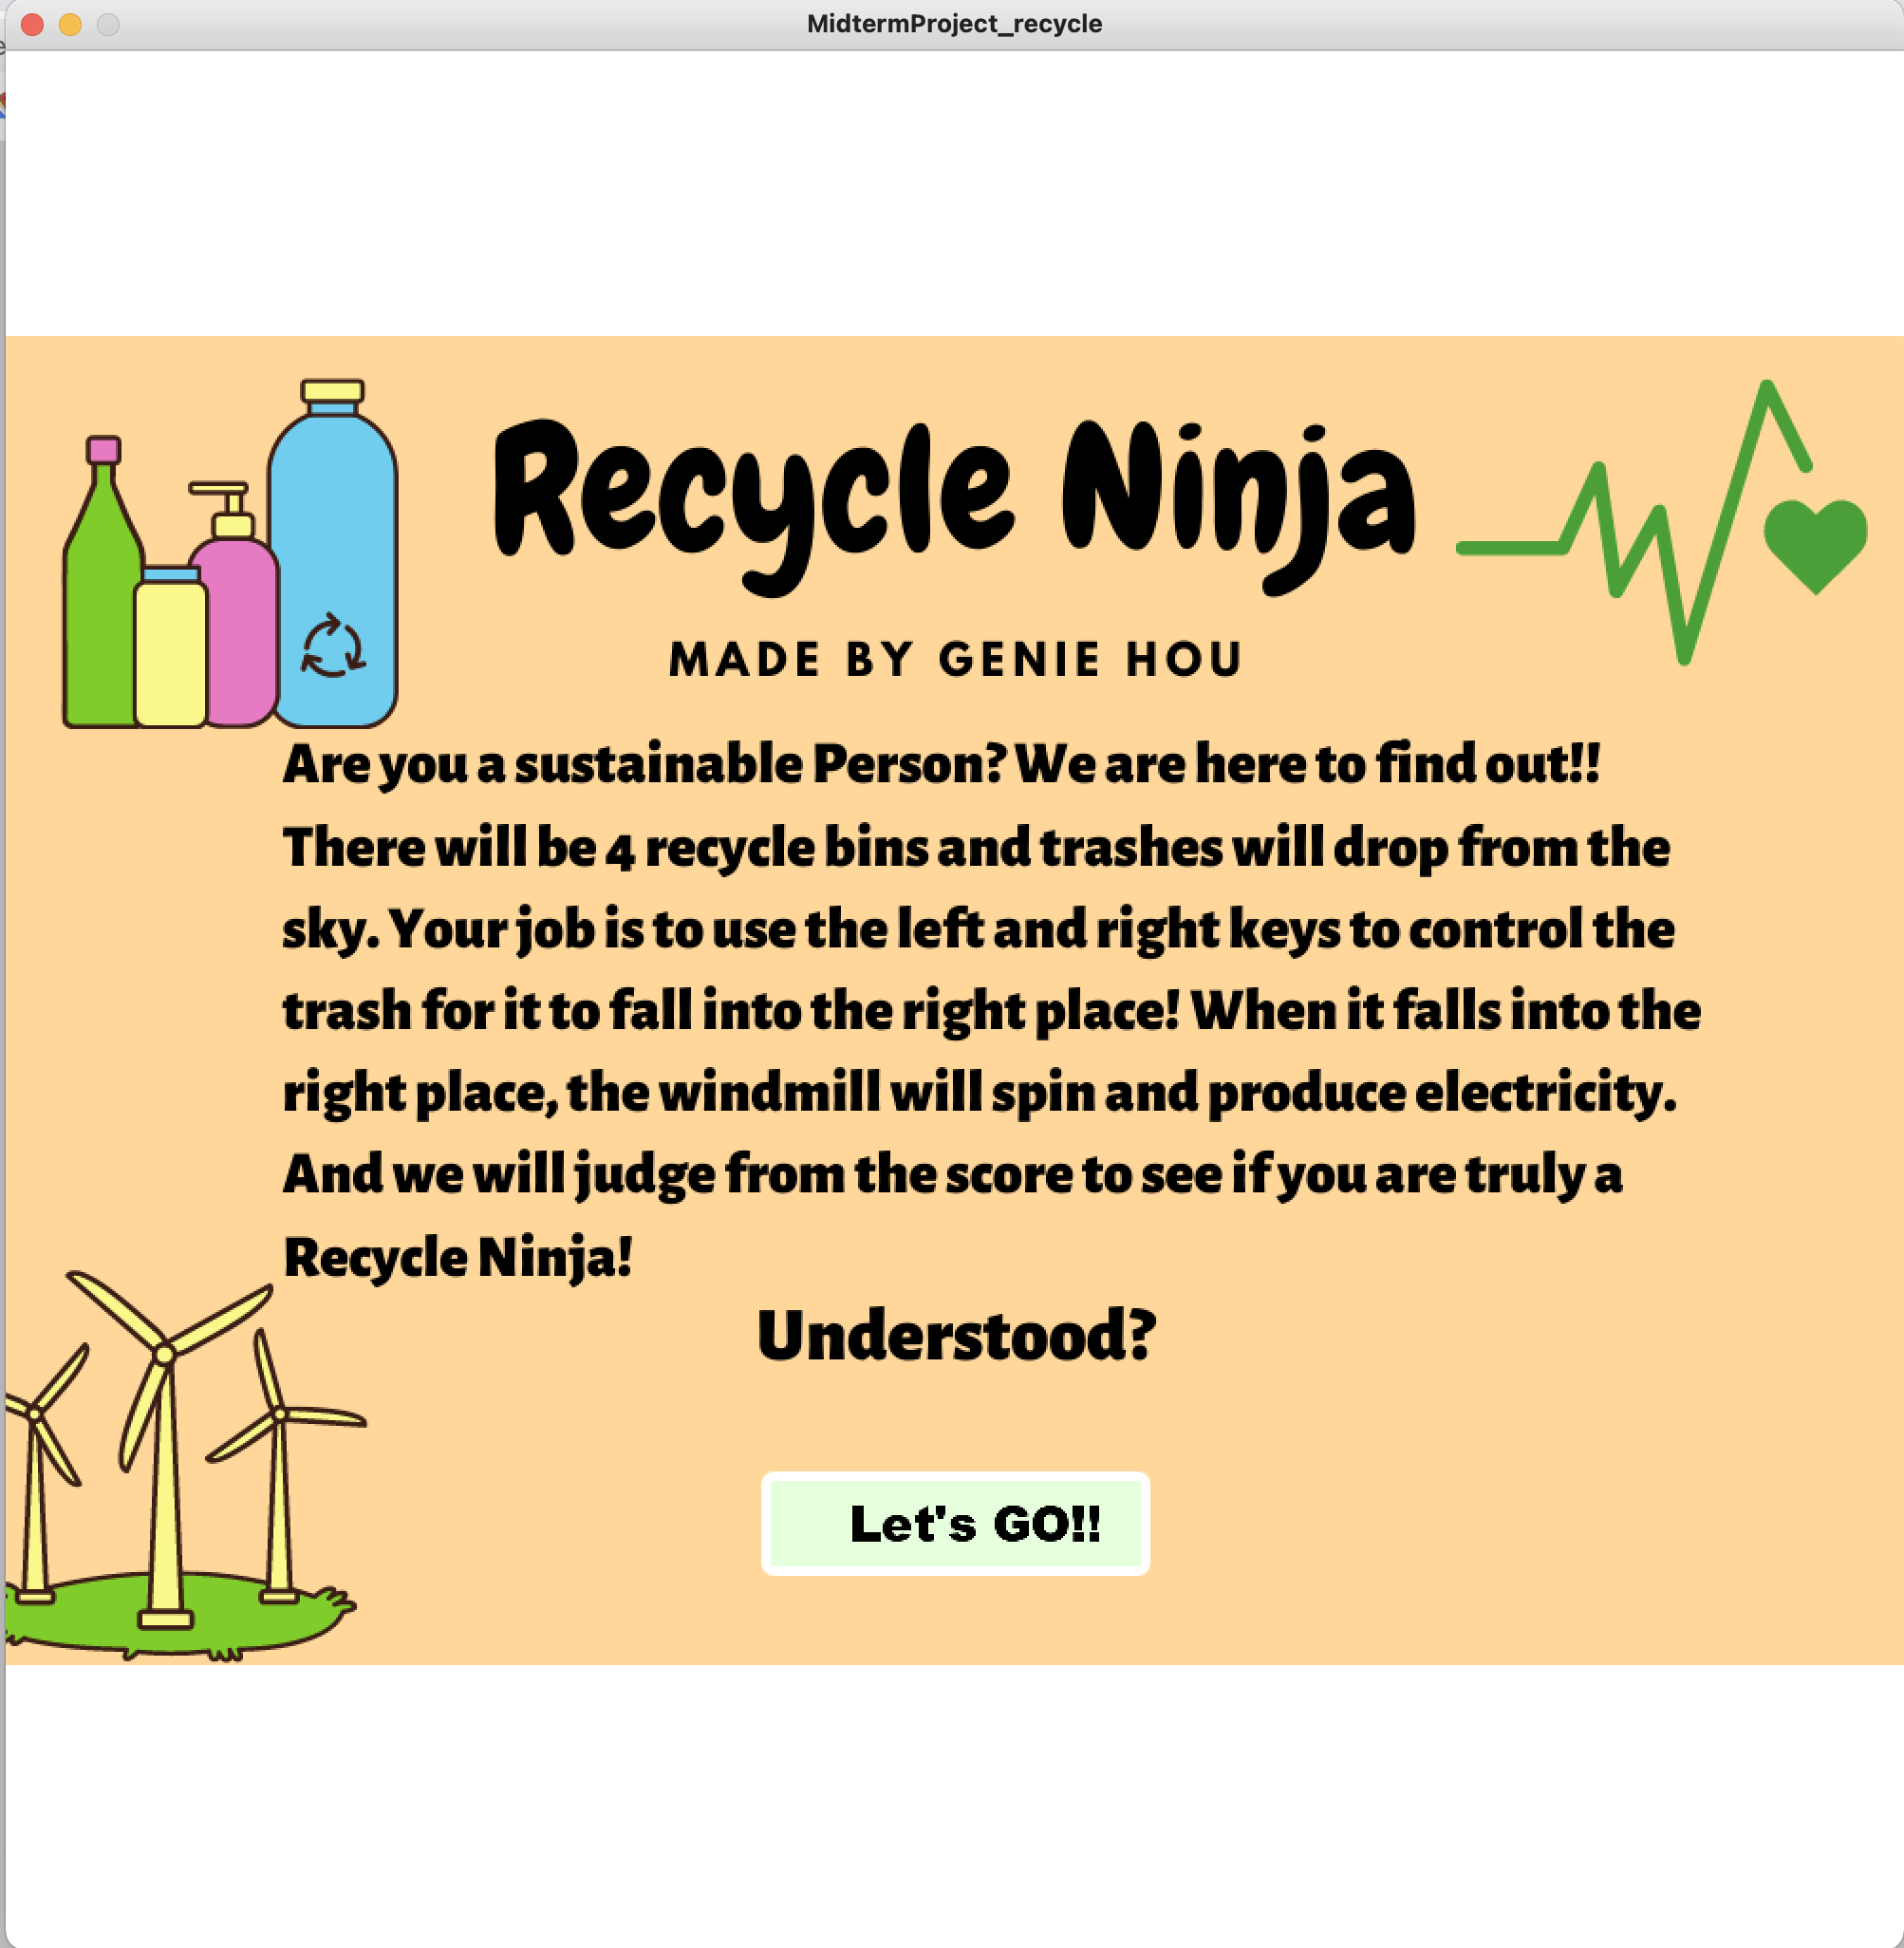 MidtermProject_recycle
Recycle Ninja
MADE BY GENIE HOU
Are you a sustainable Person? We are here to find out!!
There will be 4 recycle bins and trashes will drop from the
sky. Your job is to use the left and right keys to control the
trash for it to fall into the right place! When it falls into the
right place, the windmill will spin and produce electricity.
And we will judge from the score to see if you are truly a
Recycle Ninja!
Understood?
Let's GO!!